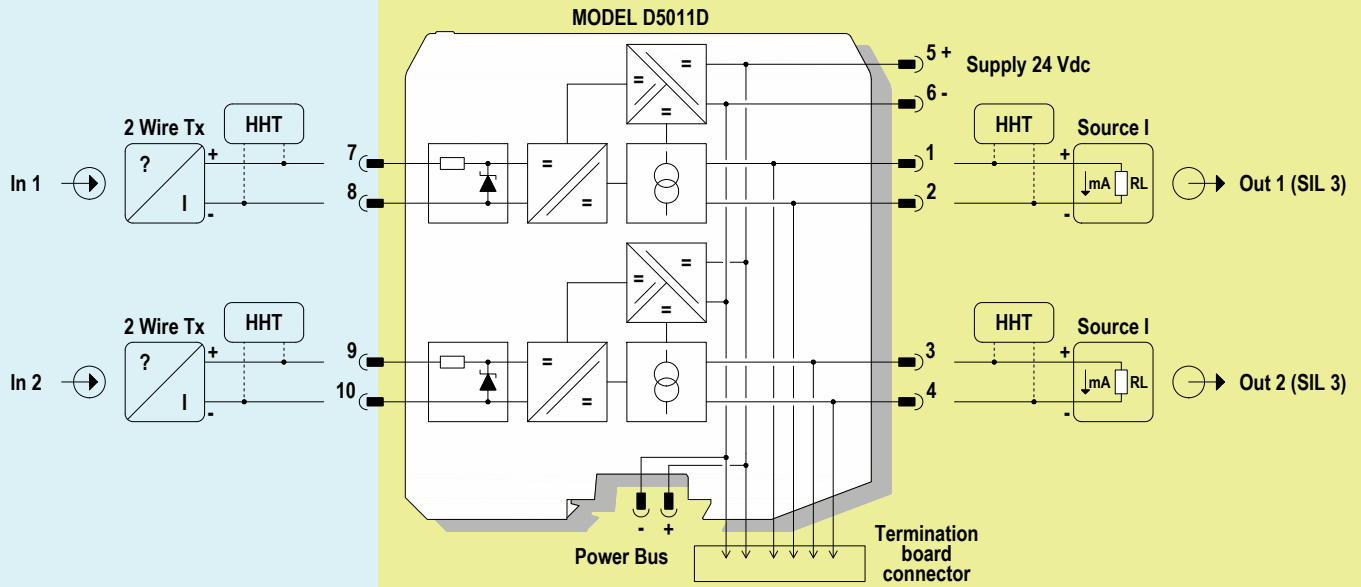 MODEL D5011D
5 +
Supply 24 Vdc
6 -
=
=
=
2 Wire Tx
HHT
7
1
HHT
Source I
In 1
?
I
+
-
8
=
=
2
+
-
mA
RL
Out 1 (SIL 3)
=
=
=
2 Wire Tx
HHT
9
3
HHT
Source I
In 2
?
I
+
-
10
=
=
4
+
-
mA
RL
Out 2 (SIL 3)
- +
Power Bus
Termination
board
connector